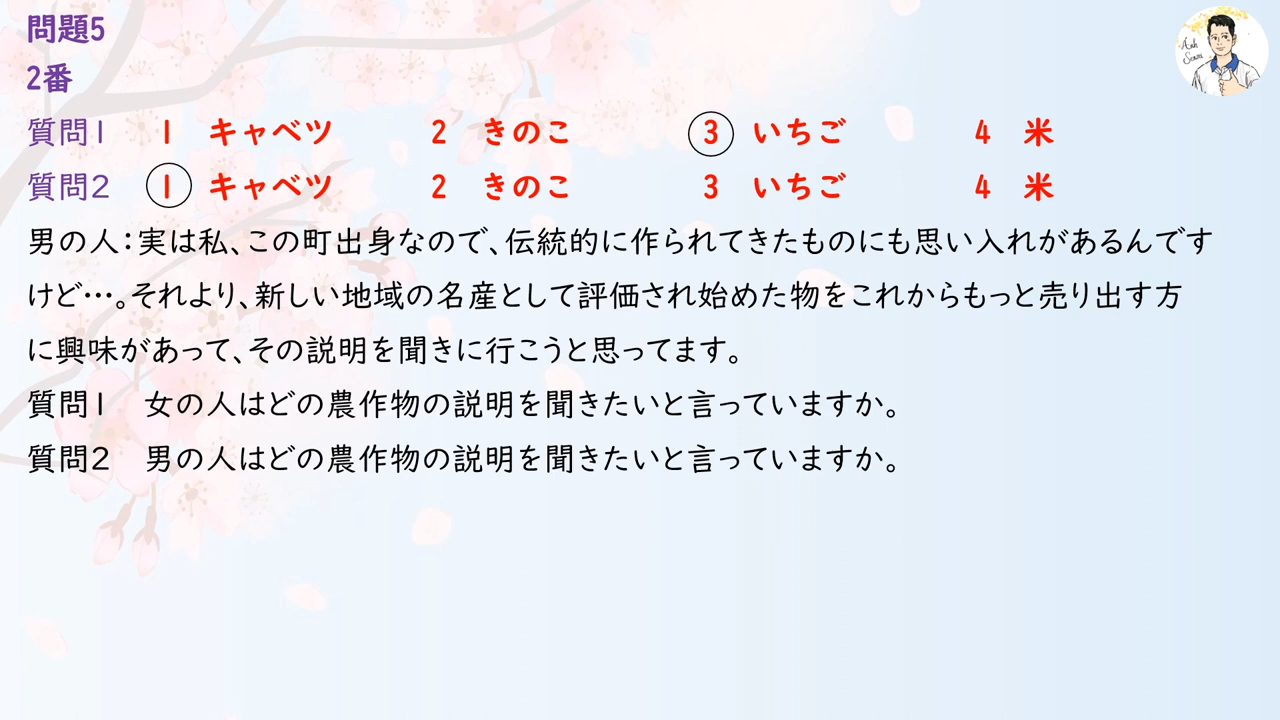 問題5
2番
質問1 1 キャベツ 2 きのこ 3 いちご 4 米
質問2 1 キャベツ 2 きのこ 3 いちご 4 米
男の人:実は私、この町出身なので、伝統的に作られてきたものにも思い入れがあるんです
けど…。それより、新しい地域の名産として評価され始めた物をこれからもっと売り出す方
に興味があって、その説明を聞きに行こうと思ってます。
質問1 女の人はどの農作物の説明を聞きたいと言っていますか。
質問2 男の人はどの農作物の説明を聞きたいと言っていますか。
Anh
Sensei